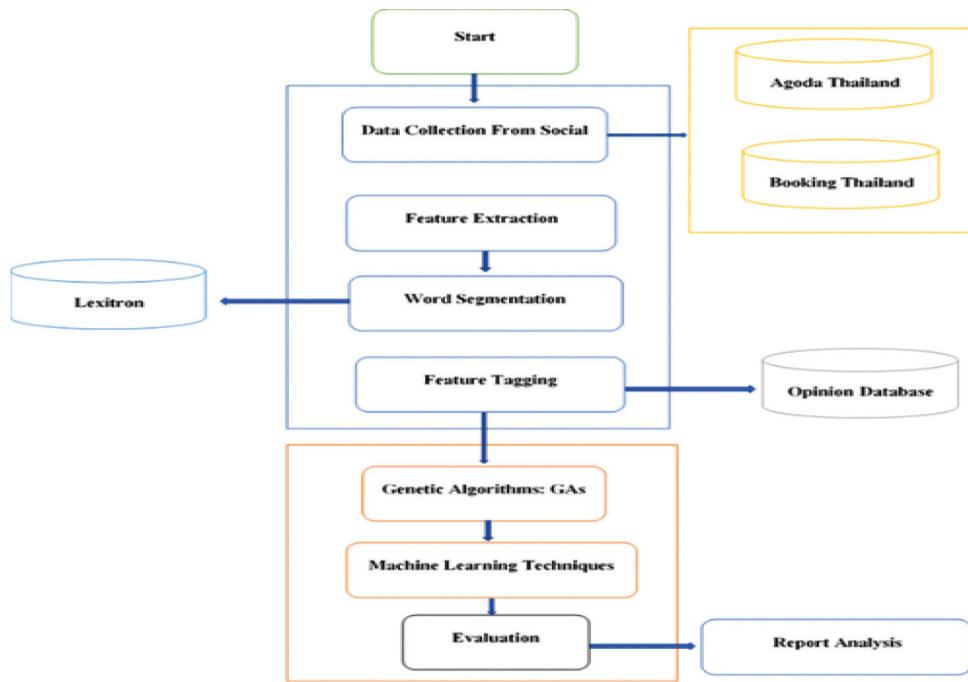 Start
Agoda Thailand
Data Collection From Social
Booking Thailand
Feature Extraction
Lexitron
Word Segmentation
Feature Tagging
Opinion Database
Genetic Algorithms: GAs
Machine Learning Techniques
Evaluation
Report Analysis